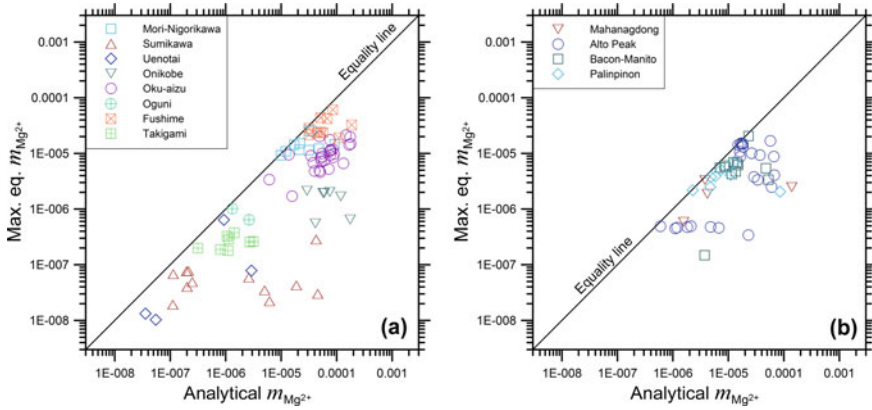 0.001
0.0001
1E-005
1E-006
1E-007
1E-008
Max. eq. mMg2+
Mori-Nigorikawa
Sumikawa
Uenotai
Onikobe
Oku-aizu
Oguni
Fushime
Takigami
Equality line
(a)
1E-008 1E-007 1E-006 1E-005 0.0001 0.001
Analytical mMg2+
0.001
0.0001
1E-005
1E-006
1E-007
1E-008
Max. eq. mMg2+
Mahanagdong
Alto Peak
Bacon-Manito
Palinpinon
Equality line
(b)
1E-008 1E-007 1E-006 1E-005 0.0001 0.001
Analytical mMg2+